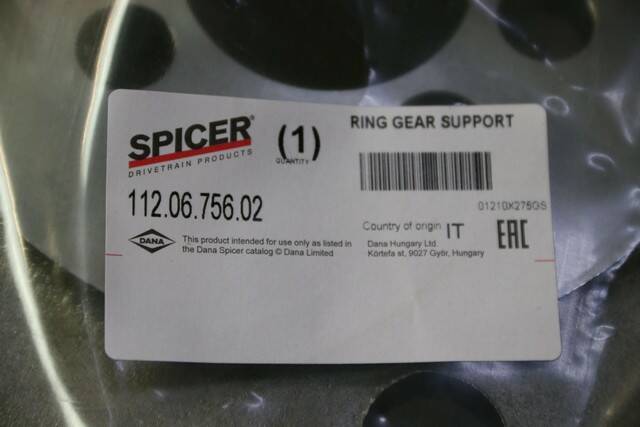 SPICER®
DRIVETRAIN PRODUCTS
(1)
QUANTITY
RING GEAR SUPPORT
112.06.756.02
01210X276GS
DANA
This product intended for use only as listed in
the Dana Spicer catalog © Dana Limited
Country of origin IT
Dana Hungary Ltd.
Körtefa st, 9027 Győr, Hungary
EAC